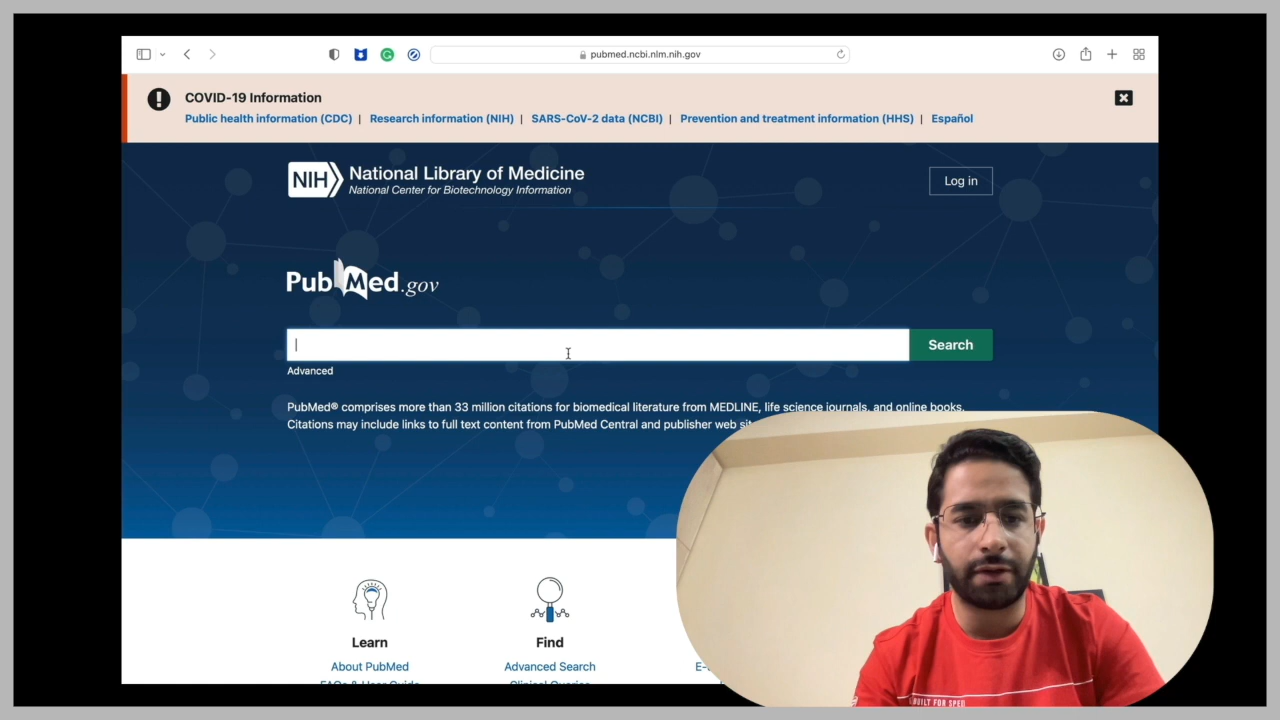 pubmed.ncbi.nlm.nih.gov
COVID-19 Information
Public health information (CDC) | Research information (NIH) | SARS-CoV-2 data (NCBI) | Prevention and treatment information (HHS) | Español
NIH National Library of Medicine
National Center for Biotechnology Information
Log in
PubMed.gov
Search
Advanced
PubMed® comprises more than 33 million citations for biomedical literature from MEDLINE, life science journals, and online books.
Citations may include links to full text content from PubMed Central and publisher web
Learn
Find
About PubMed
Advanced Search
FAQs & User Guide
Clinical Queries
BUILT FOR SPED